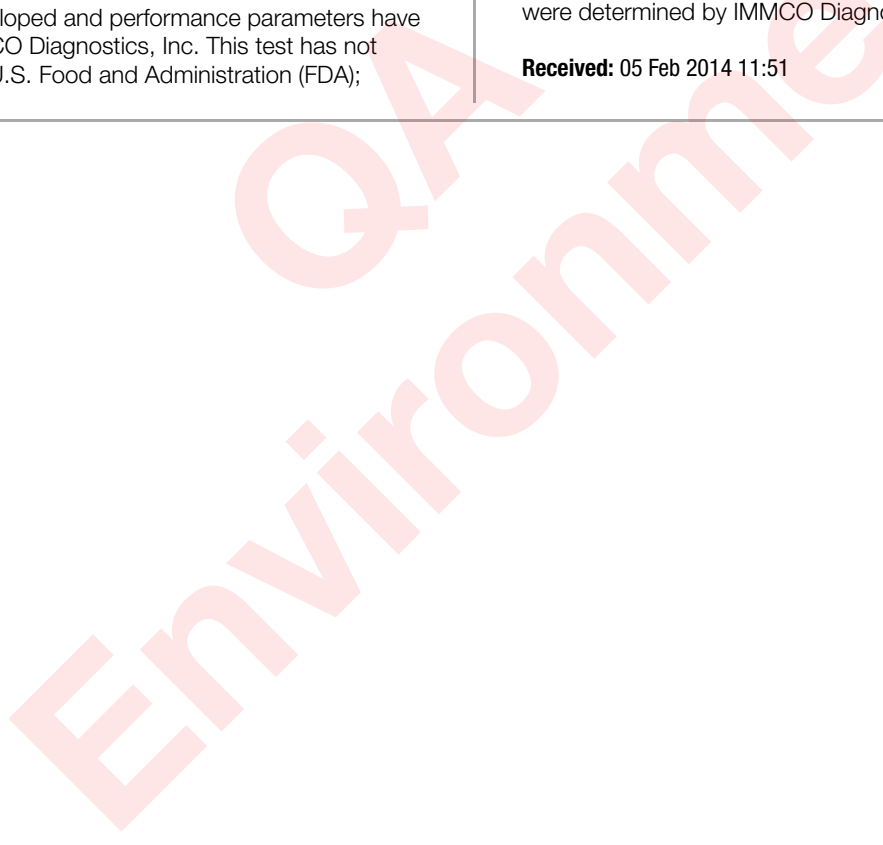 loped and performance parameters have
CO Diagnostics, Inc. This test has not
U.S. Food and Administration (FDA);
were determined by IMMCO Diagno
Received: 05 Feb 2014 11:51
QA
Environme